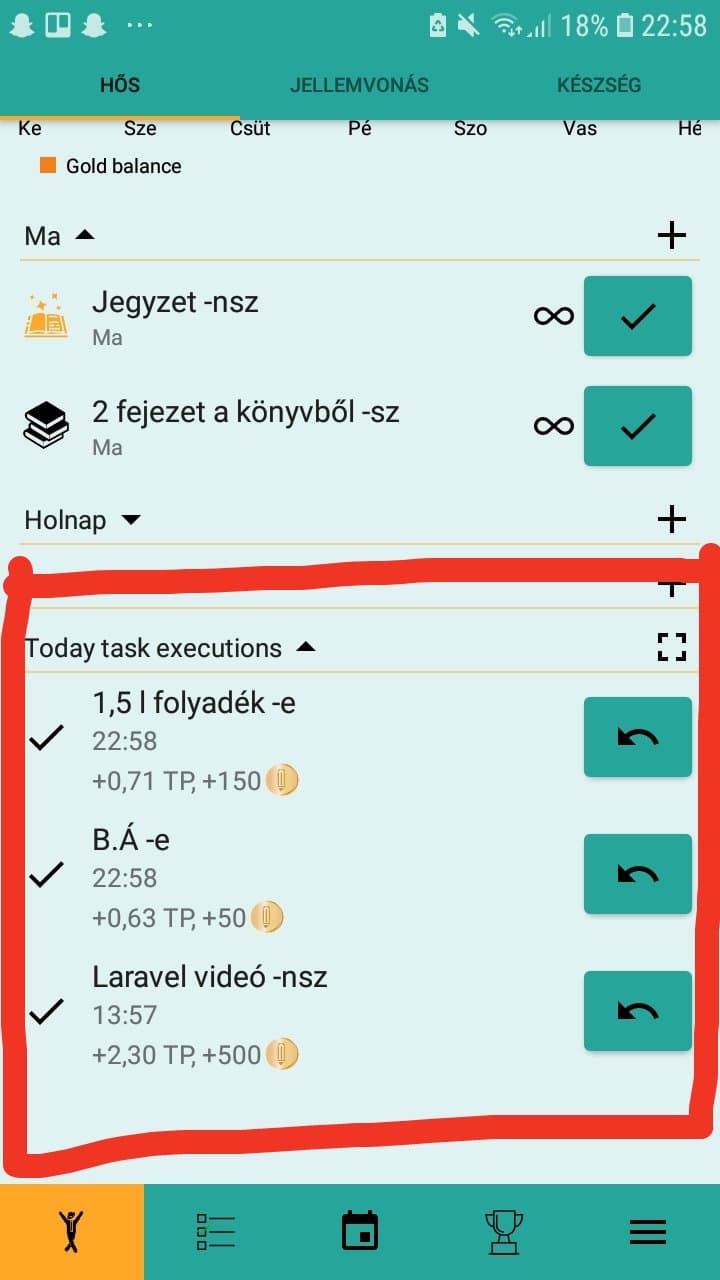 18% 22:58
HŐS JELLEMVONÁS KÉSZSÉG
Ke Sze Csüt Pé Szo Vas Hé
Gold balance
Ma
Jegyzet -nsz
Ma
2 fejezet a könyvből -sz
Ma
Holnap
Today task executions
1,5 l folyadék -e
22:58
+0,71 TP, +150
B.Á -e
22:58
+0,63 TP, +50
Laravel videó -nsz
13:57
+2,30 TP, +500